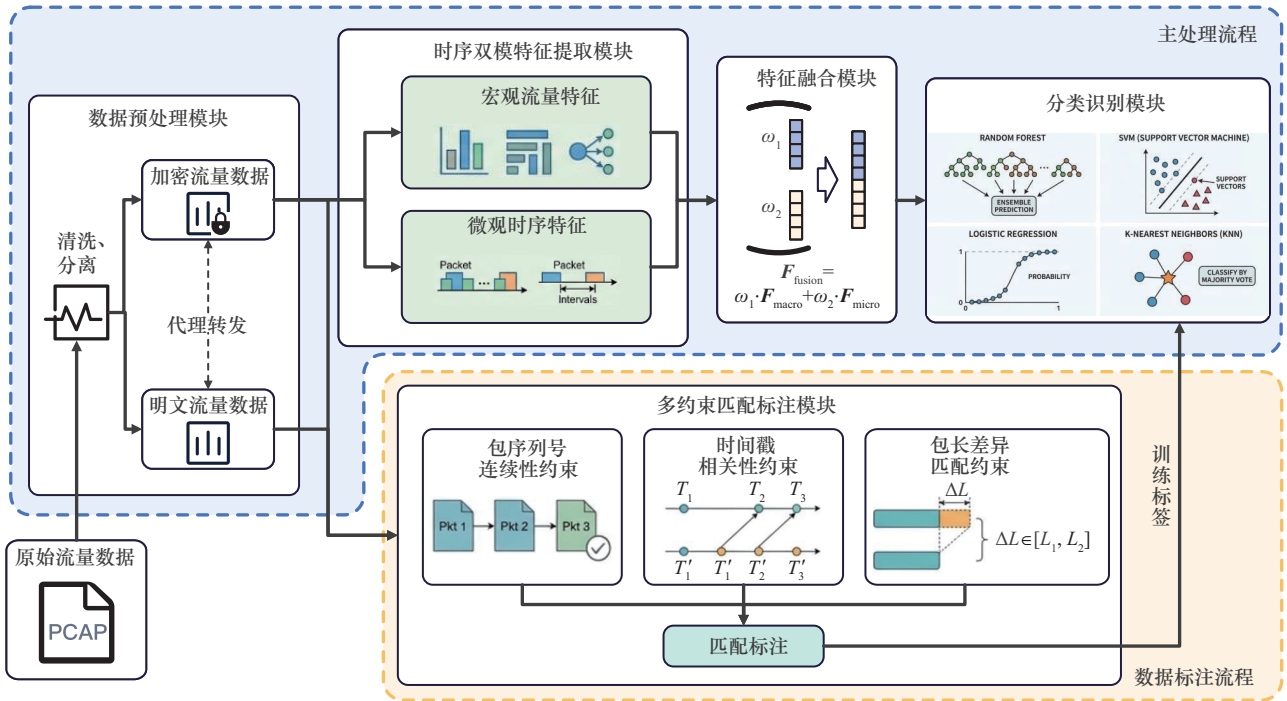 主处理流程
数据预处理模块
加密流量数据
清洗、
分离
代理转发
明文流量数据
原始流量数据
PCAP
时序双模特征提取模块
宏观流量特征
微观时序特征
Packet
...
Packet
Intervals
特征融合模块
ω₁
ω₂
F_fusion=
ω₁·F_macro+ω₂·F_micro
分类识别模块
RANDOM FOREST
...
ENSEMBLE
PREDICTION
SVM (SUPPORT VECTOR MACHINE)
SUPPORT
VECTORS
LOGISTIC REGRESSION
1
PROBABILITY
0
0 1
K-NEAREST NEIGHBORS (KNN)
CLASSIFY BY
MAJORITY VOTE
多约束匹配标注模块
包序列号
连续性约束
Pkt 1 Pkt 2 Pkt 3
时间戳
相关性约束
T₁ T₂ T₃
T′₁ T′₁ T′₂ T′₃
包长差异
匹配约束
ΔL
ΔL∈[L₁, L₂]
匹配标注
训练标签
数据标注流程